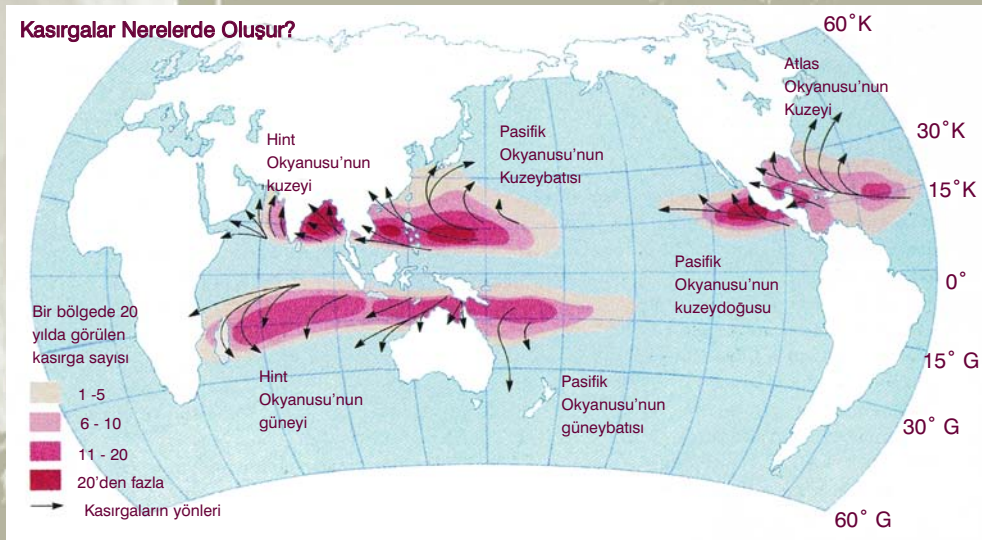 Kasırgalar Nerelerde Oluşur?
60˚K
Atlas
Okyanusu'nun
Kuzeyi
30˚K
Hint
Okyanusu'nun
kuzeyi
Pasifik
Okyanusu'nun
Kuzeybatısı
15˚K
Pasifik
Okyanusu'nun
kuzeydoğusu
0˚
Bir bölgede 20
yılda görülen
kasırga sayısı
1 -5
6 - 10
11 - 20
20'den fazla
Kasırgaların yönleri
Hint
Okyanusu'nun
güneyi
Pasifik
Okyanusu'nun
güneybatısı
15˚ G
30˚ G
60˚ G